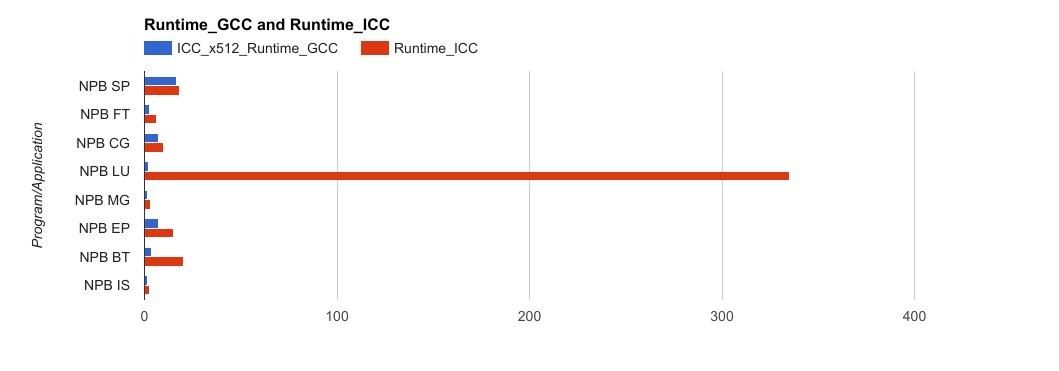 Runtime_GCC and Runtime_ICC
ICC_x512_Runtime_GCC Runtime_ICC
Program/Application
NPB SP
NPB FT
NPB CG
NPB LU
NPB MG
NPB EP
NPB BT
NPB IS
0 100 200 300 400